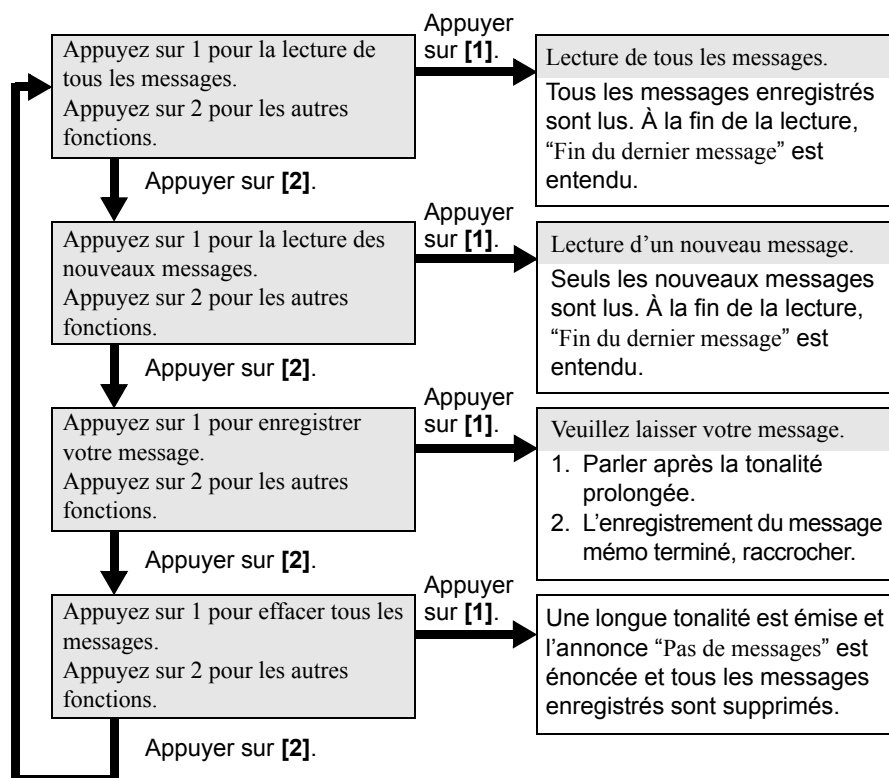 Appuyez sur 1 pour la lecture de
tous les messages.
Appuyez sur 2 pour les autres
fonctions.
Appuyer
sur [1].
Lecture de tous les messages.
Tous les messages enregistrés
sont lus. À la fin de la lecture,
“Fin du dernier message” est
entendu.
Appuyer sur [2].
Appuyez sur 1 pour la lecture des
nouveaux messages.
Appuyez sur 2 pour les autres
fonctions.
Appuyer
sur [1].
Lecture d’un nouveau message.
Seuls les nouveaux messages
sont lus. À la fin de la lecture,
“Fin du dernier message” est
entendu.
Appuyer sur [2].
Appuyez sur 1 pour enregistrer
votre message.
Appuyez sur 2 pour les autres
fonctions.
Appuyer
sur [1].
Veuillez laisser votre message.
1. Parler après la tonalité
prolongée.
2. L’enregistrement du message
mémo terminé, raccrocher.
Appuyer sur [2].
Appuyez sur 1 pour effacer tous les
messages.
Appuyez sur 2 pour les autres
fonctions.
Appuyer
sur [1].
Une longue tonalité est émise et
l’annonce “Pas de messages” est
énoncée et tous les messages
enregistrés sont supprimés.
Appuyer sur [2].